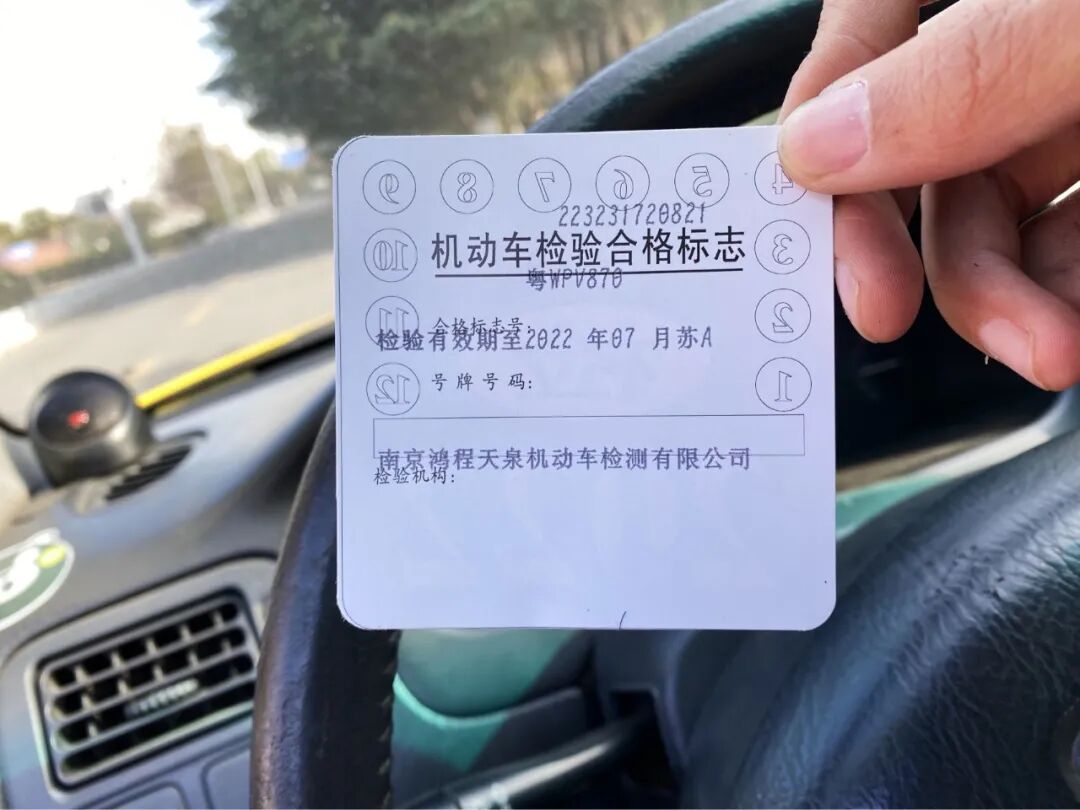 9 8 7 6 5 4
223231720821
10 机动车检验合格标志 3
粤WPV870
11 合格标志号: 2
检验有效期至2022 年07 月苏A
12 号牌号码: 1
南京鸿程天泉机动车检测有限公司
检验机构: